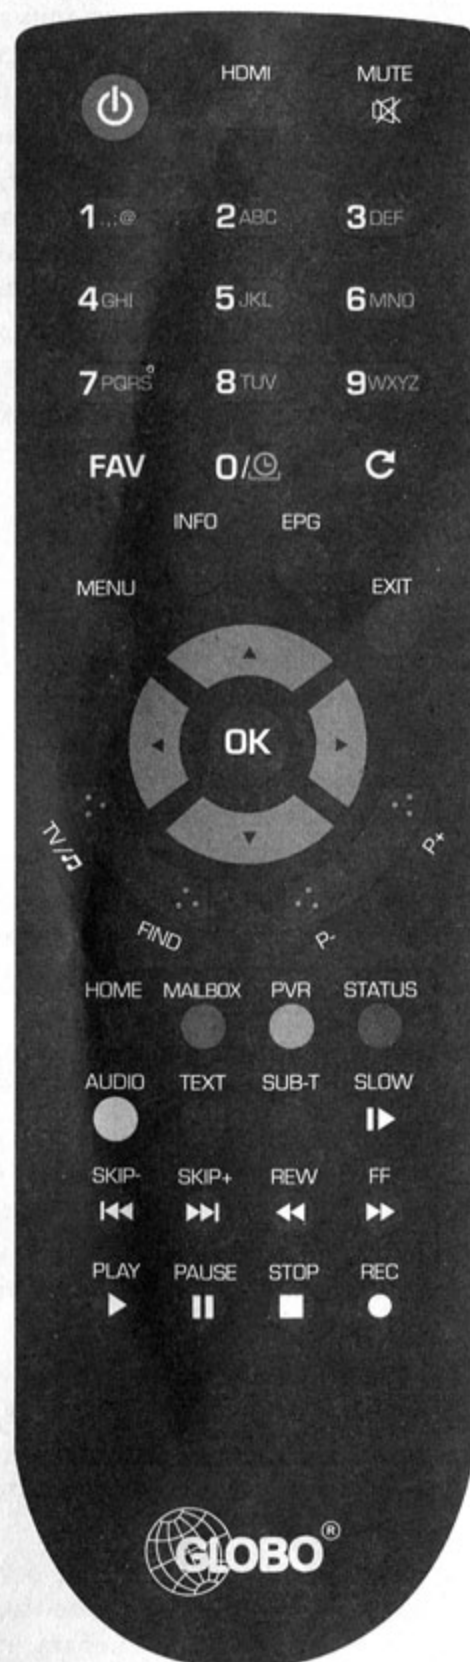 HDMI MUTE
1 .,:@ 2 ABC 3 DEF
4 GHI 5 JKL 6 MNO
7 PQRS 8 TUV 9 WXYZ
FAV 0/
INFO EPG
MENU EXIT
OK
TV/♫ P+
FIND P-
HOME MAILBOX PVR STATUS
AUDIO TEXT SUB-T SLOW
SKIP- SKIP+ REW FF
PLAY PAUSE STOP REC
GLOBO®